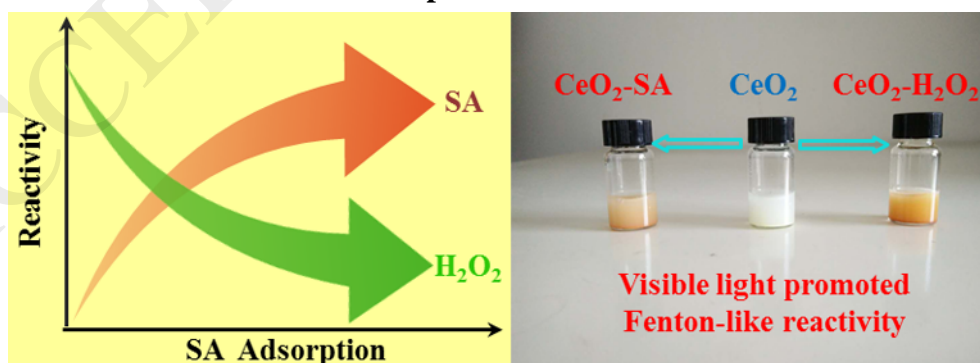 Reactivity
SA
H₂O₂
SA Adsorption
CeO₂-SA
CeO₂
CeO₂-H₂O₂
Visible light promoted
Fenton-like reactivity